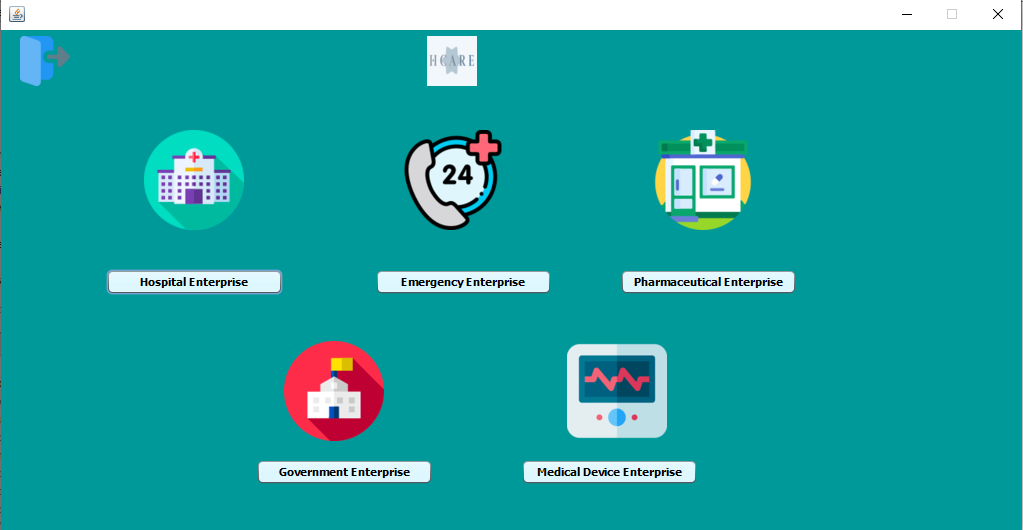 HCARE
24
Hospital Enterprise
Emergency Enterprise
Pharmaceutical Enterprise
Government Enterprise
Medical Device Enterprise